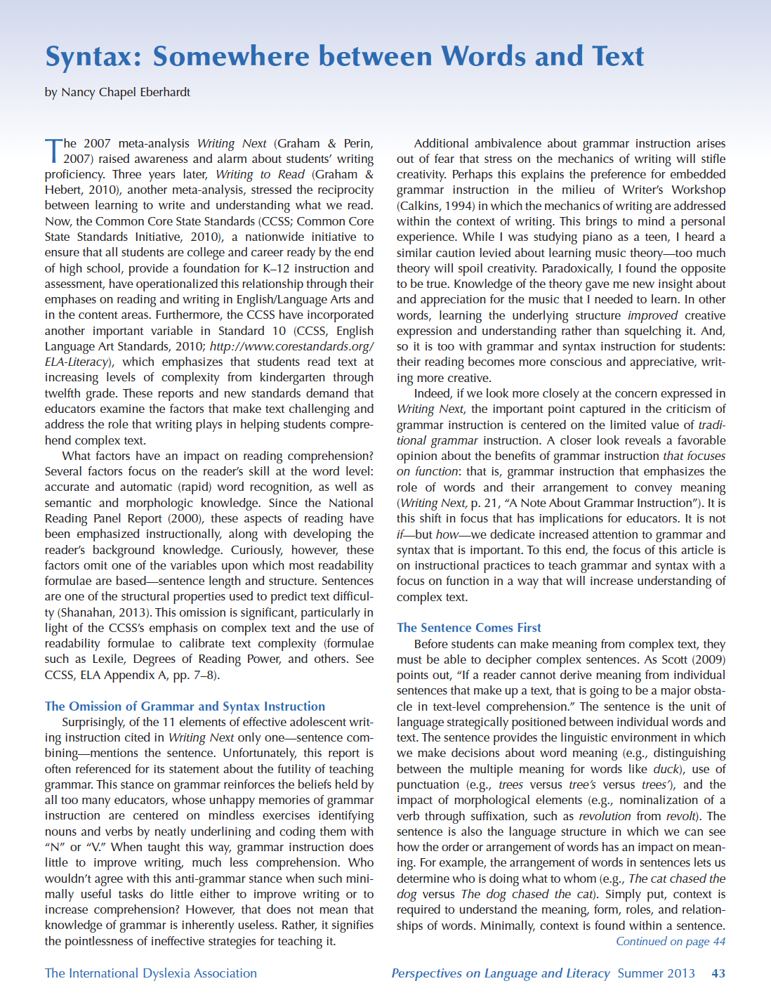 Syntax: Somewhere between Words and Text
by Nancy Chapel Eberhardt
The 2007 meta-analysis Writing Next (Graham & Perin,
2007) raised awareness and alarm about students’ writing
proficiency. Three years later, Writing to Read (Graham &
Hebert, 2010), another meta-analysis, stressed the reciprocity
between learning to write and understanding what we read.
Now, the Common Core State Standards (CCSS; Common Core
State Standards Initiative, 2010), a nationwide initiative to
ensure that all students are college and career ready by the end
of high school, provide a foundation for K–12 instruction and
assessment, have operationalized this relationship through their
emphases on reading and writing in English/Language Arts and
in the content areas. Furthermore, the CCSS have incorporated
another important variable in Standard 10 (CCSS, English
Language Art Standards, 2010; http://www.corestandards.org/
ELA-Literacy), which emphasizes that students read text at
increasing levels of complexity from kindergarten through
twelfth grade. These reports and new standards demand that
educators examine the factors that make text challenging and
address the role that writing plays in helping students compre-
hend complex text.
What factors have an impact on reading comprehension?
Several factors focus on the reader’s skill at the word level:
accurate and automatic (rapid) word recognition, as well as
semantic and morphologic knowledge. Since the National
Reading Panel Report (2000), these aspects of reading have
been emphasized instructionally, along with developing the
reader’s background knowledge. Curiously, however, these
factors omit one of the variables upon which most readability
formulae are based—sentence length and structure. Sentences
are one of the structural properties used to predict text difficul-
ty (Shanahan, 2013). This omission is significant, particularly in
light of the CCSS’s emphasis on complex text and the use of
readability formulae to calibrate text complexity (formulae
such as Lexile, Degrees of Reading Power, and others. See
CCSS, ELA Appendix A, pp. 7–8).
The Omission of Grammar and Syntax Instruction
Surprisingly, of the 11 elements of effective adolescent writ-
ing instruction cited in Writing Next only one—sentence com-
bining—mentions the sentence. Unfortunately, this report is
often referenced for its statement about the futility of teaching
grammar. This stance on grammar reinforces the beliefs held by
all too many educators, whose unhappy memories of grammar
instruction are centered on mindless exercises identifying
nouns and verbs by neatly underlining and coding them with
“N” or “V.” When taught this way, grammar instruction does
little to improve writing, much less comprehension. Who
wouldn’t agree with this anti-grammar stance when such mini-
mally useful tasks do little either to improve writing or to
increase comprehension? However, that does not mean that
knowledge of grammar is inherently useless. Rather, it signifies
the pointlessness of ineffective strategies for teaching it.
Additional ambivalence about grammar instruction arises
out of fear that stress on the mechanics of writing will stifle
creativity. Perhaps this explains the preference for embedded
grammar instruction in the milieu of Writer’s Workshop
(Calkins, 1994) in which the mechanics of writing are addressed
within the context of writing. This brings to mind a personal
experience. While I was studying piano as a teen, I heard a
similar caution levied about learning music theory—too much
theory will spoil creativity. Paradoxically, I found the opposite
to be true. Knowledge of the theory gave me new insight about
and appreciation for the music that I needed to learn. In other
words, learning the underlying structure improved creative
expression and understanding rather than squelching it. And,
so it is too with grammar and syntax instruction for students:
their reading becomes more conscious and appreciative, writ-
ing more creative.
Indeed, if we look more closely at the concern expressed in
Writing Next, the important point captured in the criticism of
grammar instruction is centered on the limited value of tradi-
tional grammar instruction. A closer look reveals a favorable
opinion about the benefits of grammar instruction that focuses
on function: that is, grammar instruction that emphasizes the
role of words and their arrangement to convey meaning
(Writing Next, p. 21, “A Note About Grammar Instruction”). It is
this shift in focus that has implications for educators. It is not
if—but how—we dedicate increased attention to grammar and
syntax that is important. To this end, the focus of this article is
on instructional practices to teach grammar and syntax with a
focus on function in a way that will increase understanding of
complex text.
The Sentence Comes First
Before students can make meaning from complex text, they
must be able to decipher complex sentences. As Scott (2009)
points out, “If a reader cannot derive meaning from individual
sentences that make up a text, that is going to be a major obsta-
cle in text-level comprehension.” The sentence is the unit of
language strategically positioned between individual words and
text. The sentence provides the linguistic environment in which
we make decisions about word meaning (e.g., distinguishing
between the multiple meaning for words like duck), use of
punctuation (e.g., trees versus tree’s versus trees’), and the
impact of morphological elements (e.g., nominalization of a
verb through suffixation, such as revolution from revolt). The
sentence is also the language structure in which we can see
how the order or arrangement of words has an impact on mean-
ing. For example, the arrangement of words in sentences lets us
determine who is doing what to whom (e.g., The cat chased the
dog versus The dog chased the cat). Simply put, context is
required to understand the meaning, form, roles, and relation-
ships of words. Minimally, context is found within a sentence.
Continued on page 44
The International Dyslexia Association
Perspectives on Language and Literacy Summer 2013 43